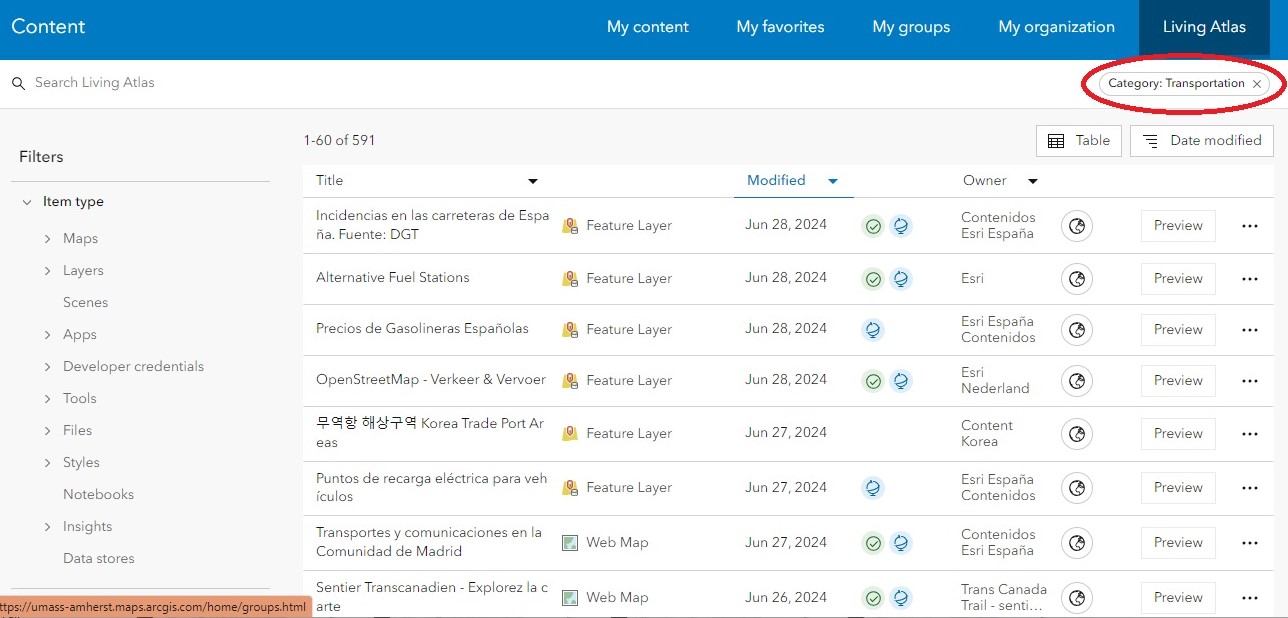 Content
My content
My favorites
My groups
My organization
Living Atlas
Search Living Atlas
Category: Transportation
Filters
Item type
Maps
Layers
Scenes
Apps
Developer credentials
Tools
Files
Styles
Notebooks
Insights
Data stores
1-60 of 591
Table
Date modified
Title
Modified
Owner
Incidencias en las carreteras de Espa
ña. Fuente: DGT
Feature Layer
Jun 28, 2024
Contenidos
Esri España
Preview
Alternative Fuel Stations
Feature Layer
Jun 28, 2024
Esri
Preview
Precios de Gasolineras Españolas
Feature Layer
Jun 28, 2024
Esri España
Contenidos
Preview
OpenStreetMap - Verkeer & Vervoer
Feature Layer
Jun 28, 2024
Esri
Nederland
Preview
무역항 해상구역 Korea Trade Port Ar
eas
Feature Layer
Jun 27, 2024
Content
Korea
Preview
Puntos de recarga eléctrica para veh
ículos
Feature Layer
Jun 27, 2024
Esri España
Contenidos
Preview
Transportes y comunicaciones en la
Comunidad de Madrid
Web Map
Jun 27, 2024
Contenidos
Esri España
Preview
Sentier Transcanadien - Explorez la c
arte
Web Map
Jun 26, 2024
Trans Canada
Trail - senti...
Preview
ttps://umass-amherst.maps.arcgis.com/home/groups.html